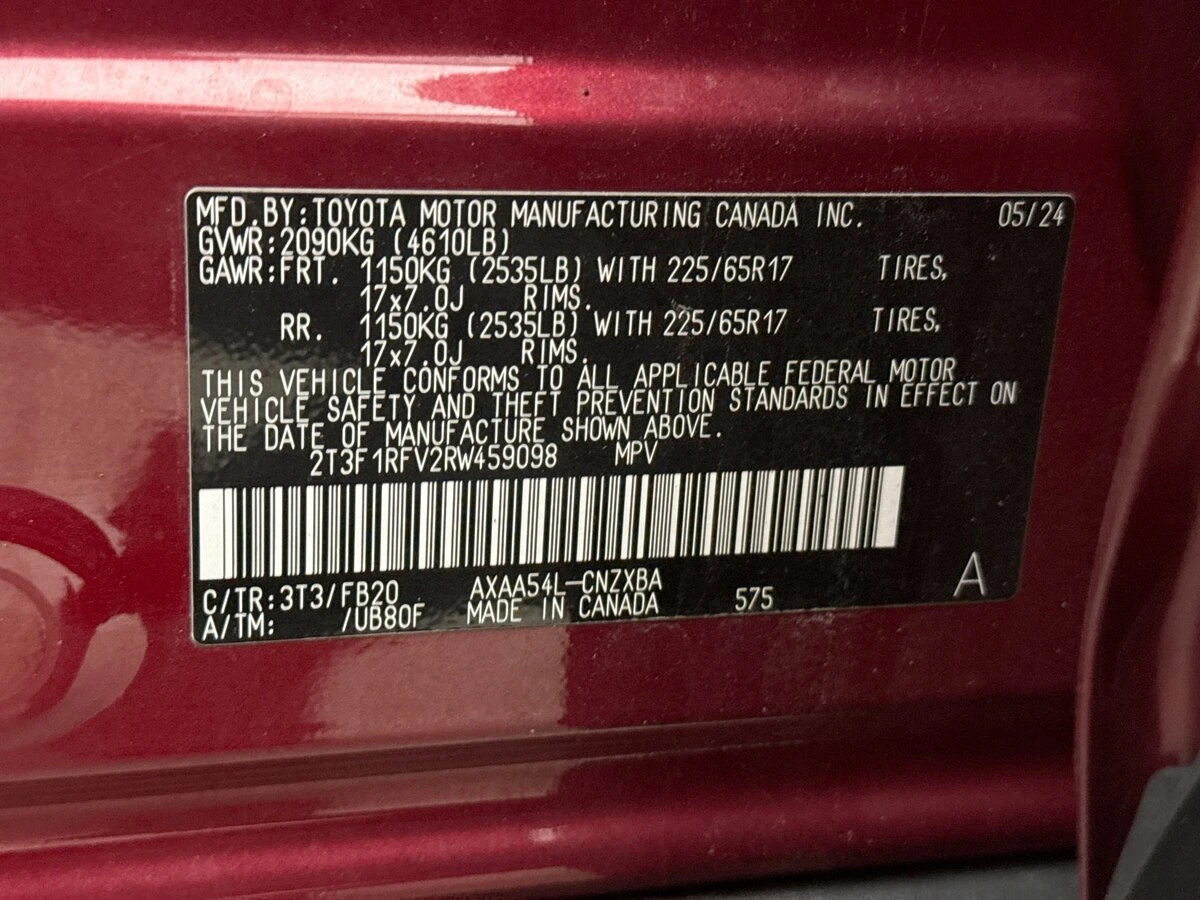 MFD.BY:TOYOTA MOTOR MANUFACTURING CANADA INC. 05/24
GVWR:2090KG (4610LB)
GAWR:FRT. 1150KG (2535LB) WITH 225/65R17 TIRES,
17x7.0J RIMS.
RR. 1150KG (2535LB) WITH 225/65R17 TIRES,
17x7.0J RIMS.
THIS VEHICLE CONFORMS TO ALL APPLICABLE FEDERAL MOTOR
VEHICLE SAFETY AND THEFT PREVENTION STANDARDS IN EFFECT ON
THE DATE OF MANUFACTURE SHOWN ABOVE.
2T3F1RFV2RW459098 MPV
C/TR:3T3/FB20 AXAA54L-CNZXBA
A/TM: /UB80F MADE IN CANADA 575 A